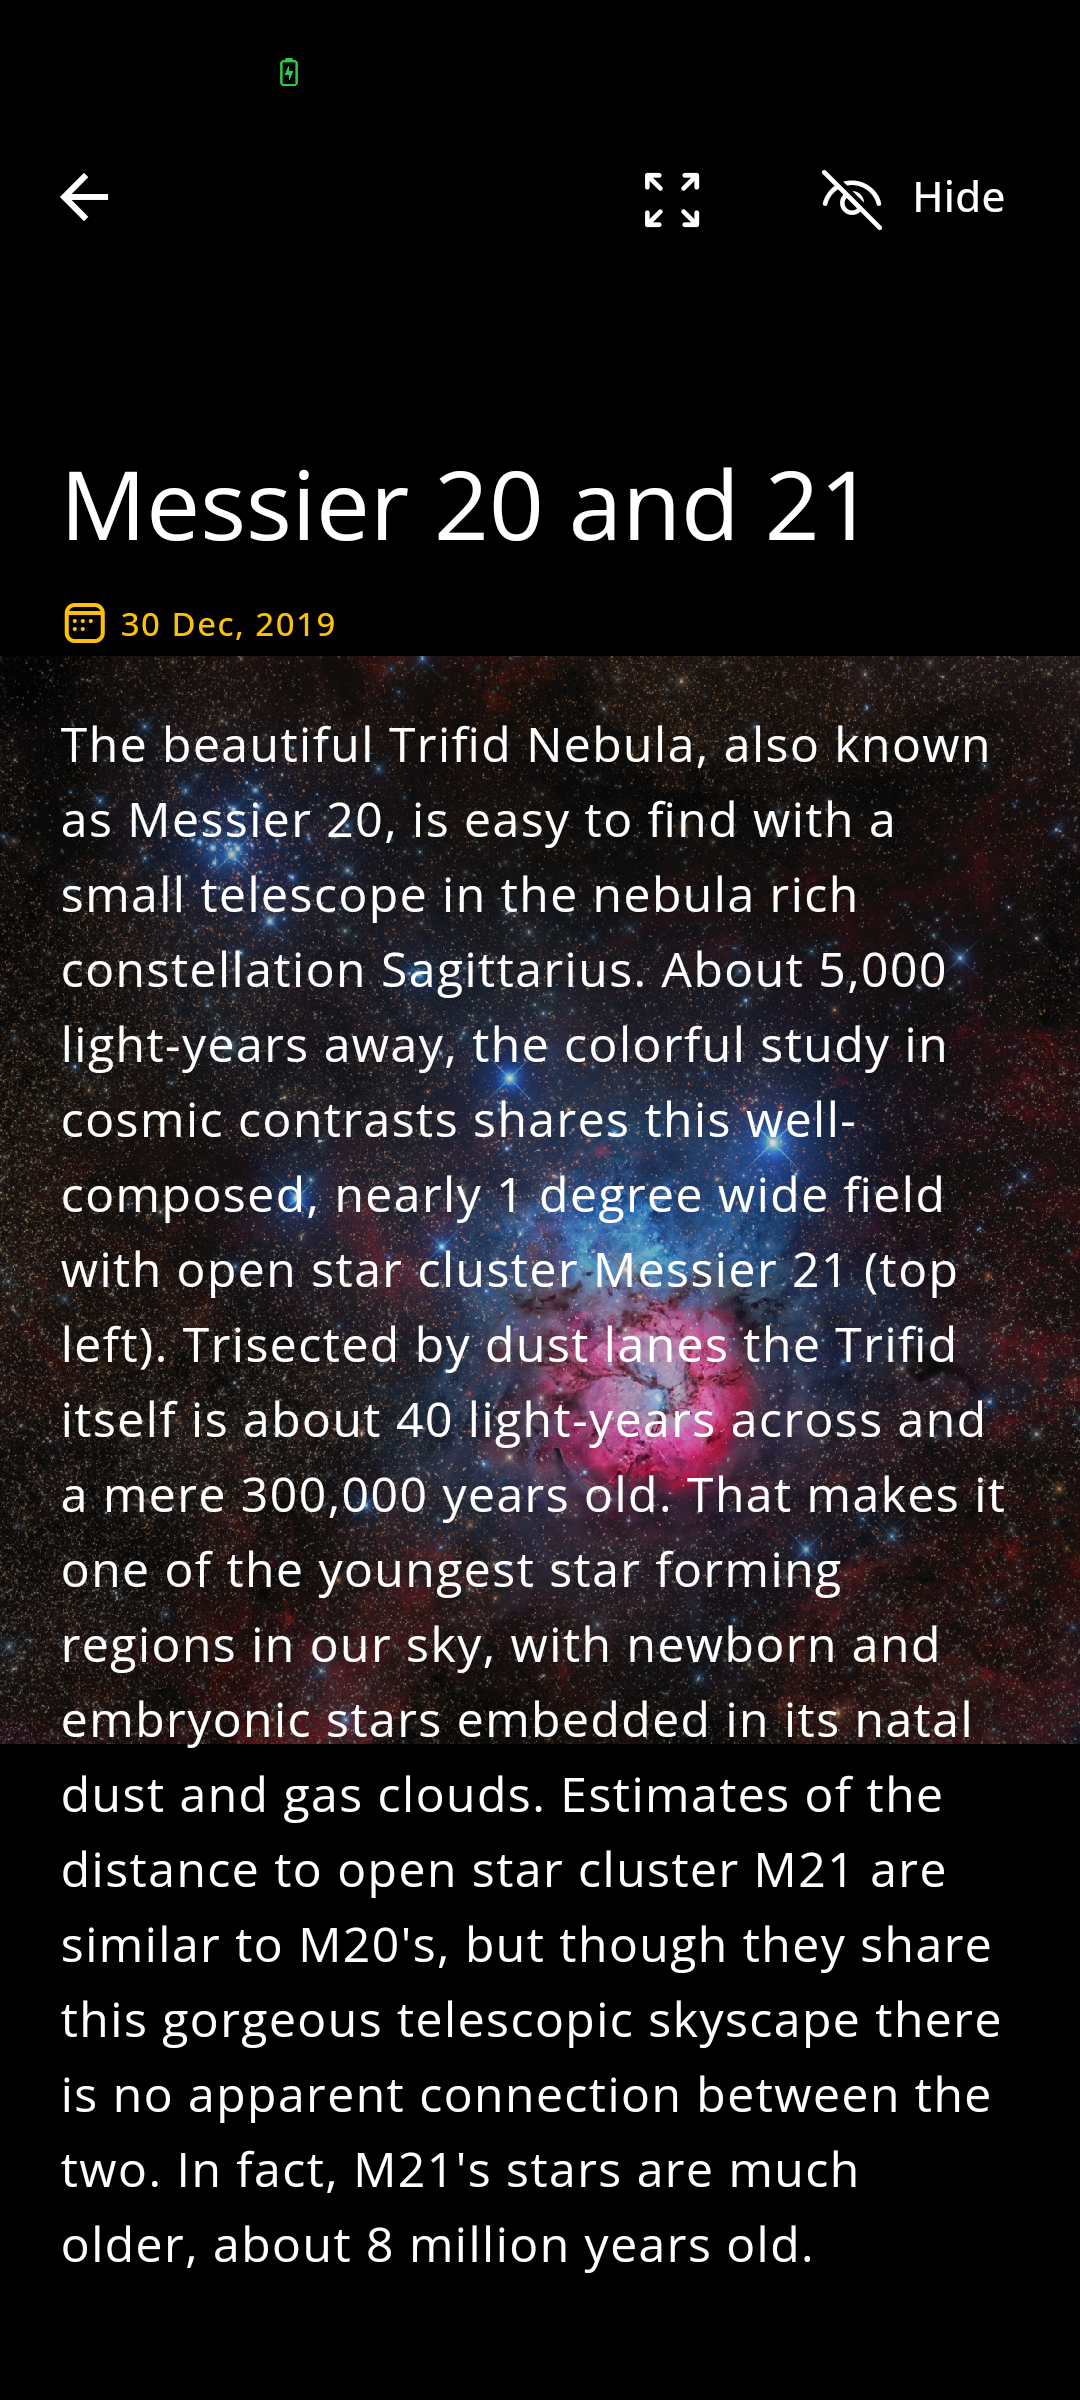 Hide
Messier 20 and 21
30 Dec, 2019
The beautiful Trifid Nebula, also known
as Messier 20, is easy to find with a
small telescope in the nebula rich
constellation Sagittarius. About 5,000
light-years away, the colorful study in
cosmic contrasts shares this well-
composed, nearly 1 degree wide field
with open star cluster Messier 21 (top
left). Trisected by dust lanes the Trifid
itself is about 40 light-years across and
a mere 300,000 years old. That makes it
one of the youngest star forming
regions in our sky, with newborn and
embryonic stars embedded in its natal
dust and gas clouds. Estimates of the
distance to open star cluster M21 are
similar to M20's, but though they share
this gorgeous telescopic skyscape there
is no apparent connection between the
two. In fact, M21's stars are much
older, about 8 million years old.